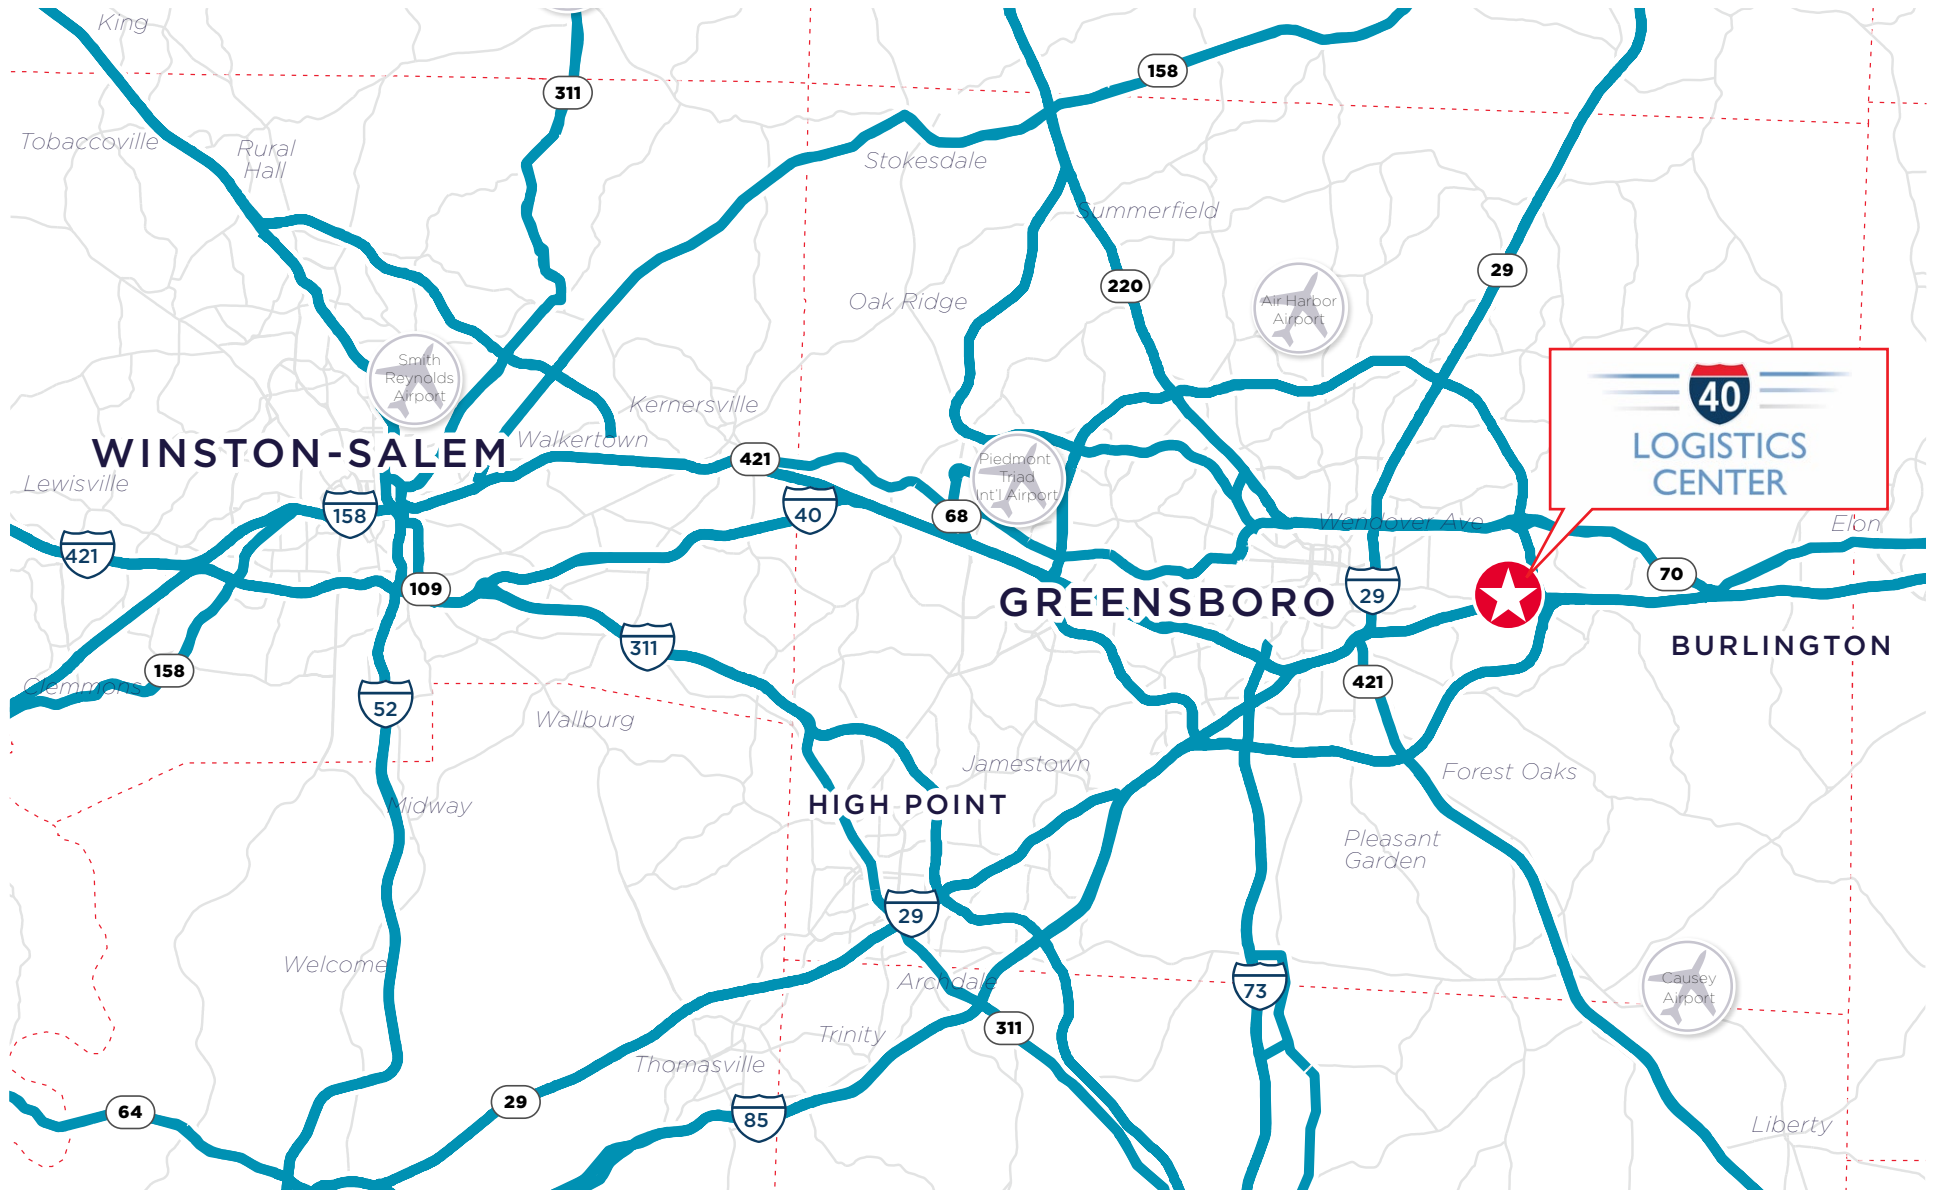 King
311
158
Tobaccoville
Rural
Hall
Stokesdale
Summerfield
29
220
Oak Ridge
Air Harbor
Airport
Smith
Reynolds
Airport
40
LOGISTICS
CENTER
Kernersville
Walkertown
WINSTON-SALEM
421
Piedmont
Triad
Int'l Airport
Lewisville
158
40
68
Wendover Ave
Elon
421
109
70
29
GREENSBORO
311
BURLINGTON
158
421
Clemmons
52
Wallburg
Jamestown
Forest Oaks
Midway
HIGH POINT
Pleasant
Garden
29
Welcome
Archdale
73
Causey
Airport
311
Trinity
Thomasville
29
64
85
Liberty